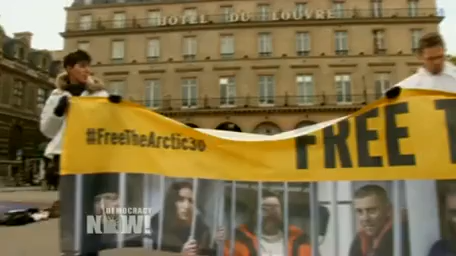 HOTEL DU LOUVRE
#FreeTheArctic30
FREE T
DEMOCRACY
NOW!